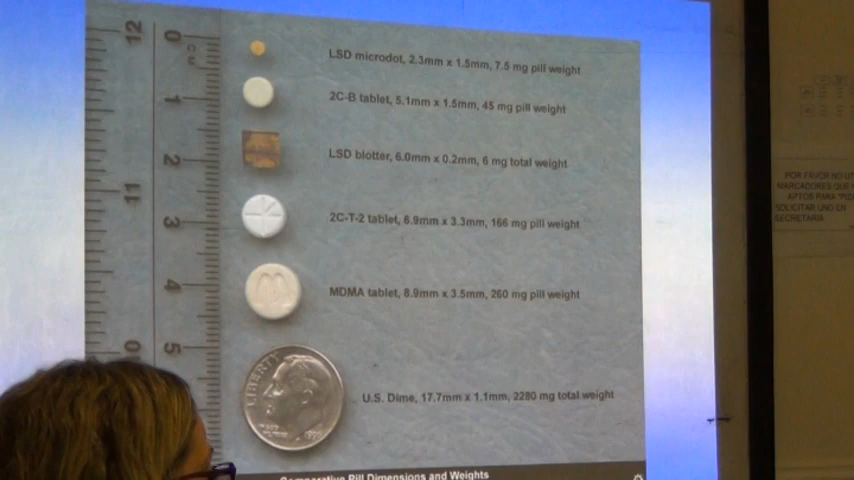 12
11
10
0
CM
1
2
3
4
5
LSD microdot, 2.3mm x 1.5mm, 7.5 mg pill weight
2C-B tablet, 5.1mm x 1.5mm, 45 mg pill weight
LSD blotter, 6.0mm x 0.2mm, 6 mg total weight
2C-T-2 tablet, 6.9mm x 3.3mm, 166 mg pill weight
MDMA tablet, 8.9mm x 3.5mm, 260 mg pill weight
LIBERTY
U.S. Dime, 17.7mm x 1.1mm, 2280 mg total weight
Comparative Pill Dimensions and Weights
POR FAVOR NO
MARCADORES QUE
APTOS PARA
SOLICITAR UNO EN
SECRETARIA